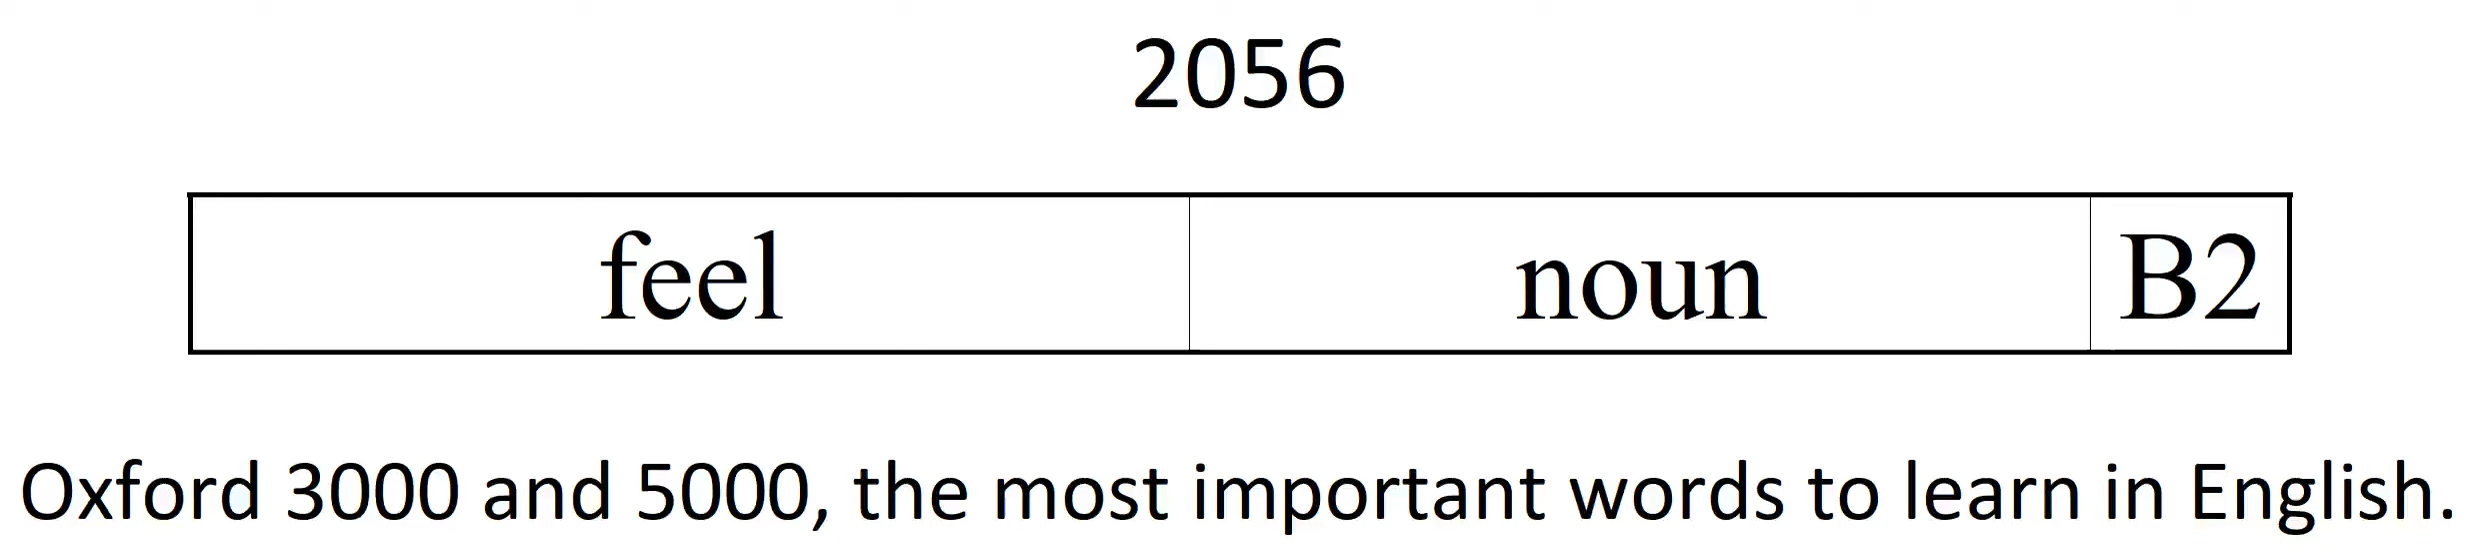 2056
feel noun B2
Oxford 3000 and 5000, the most important words to learn in English.